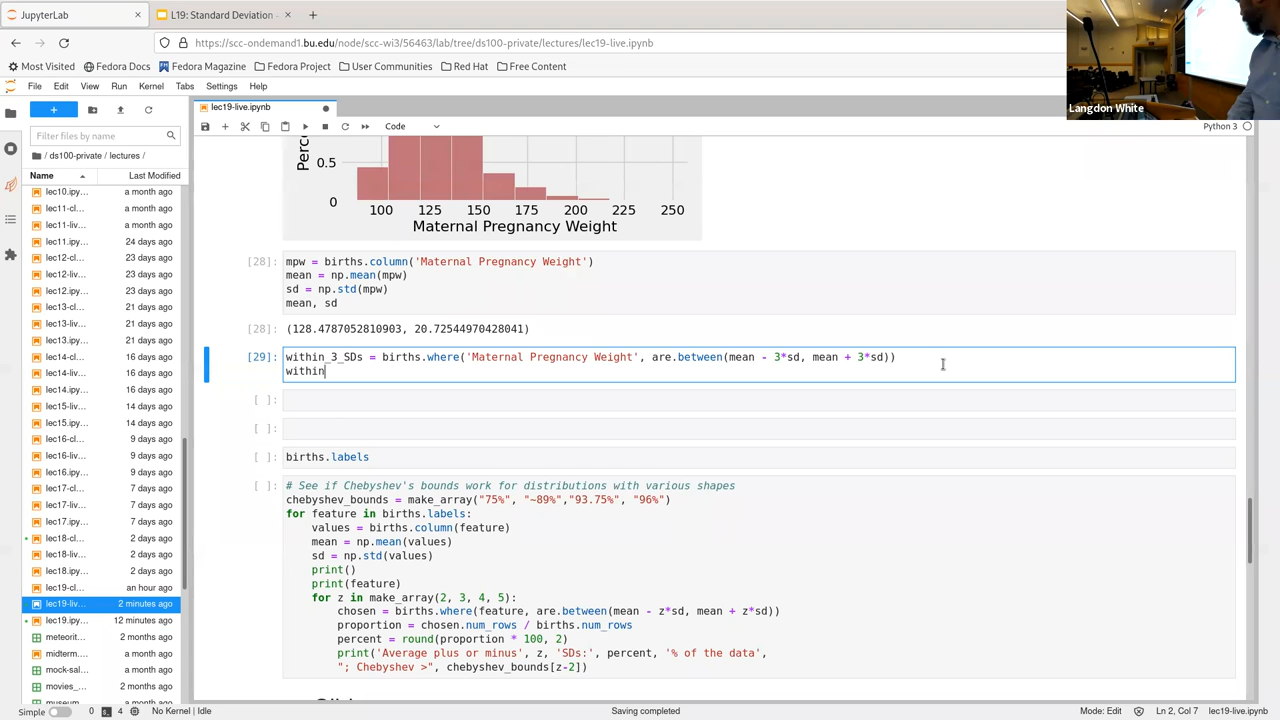 JupyterLab
L19: Standard Deviation -
https://scc-ondemand1.bu.edu/node/scc-wi3/56463/lab/tree/ds100-private/lectures/lec19-live.ipynb
Most Visited Fedora Docs Fedora Magazine Fedora Project User Communities Red Hat Free Content
Langdon White
File Edit View Run Kernel Tabs Settings Help
lec19-live.ipynb
Filter files by name
Code
Python 3
/ ds100-private / lectures /
Name Last Modified
lec10.ipy... a month ago
lec11-cl... a month ago
lec11-liv... a month ago
lec11.ipy... 24 days ago
lec12-cl... 23 days ago
lec12-liv... 23 days ago
lec12.ipy... 23 days ago
lec13-cl... 21 days ago
lec13-liv... 21 days ago
lec13.ipy... 21 days ago
lec14-cl... 16 days ago
lec14-liv... 16 days ago
lec14.ipy... 16 days ago
lec15-liv... 14 days ago
lec15.ipy... 14 days ago
lec16-cl... 9 days ago
lec16-liv... 9 days ago
lec16.ipy... 9 days ago
lec17-cl... 7 days ago
lec17-liv... 7 days ago
lec17.ipy... 7 days ago
lec18-cl... 2 days ago
lec18-liv... 2 days ago
lec18.ipy... 2 days ago
lec19-cl... an hour ago
lec19-liv... 2 minutes ago
lec19.ipy... 12 minutes ago
meteorit... 2 months ago
midterm.... a month ago
mock-sal... a month ago
movies_... 2 months ago
museum... a month ago
Perc
0.5
0
100 125 150 175 200 225 250
Maternal Pregnancy Weight
[28]: mpw = births.column('Maternal Pregnancy Weight')
mean = np.mean(mpw)
sd = np.std(mpw)
mean, sd
[28]: (128.4787052810903, 20.72544970428041)
[29]: within_3_SDs = births.where('Maternal Pregnancy Weight', are.between(mean - 3*sd, mean + 3*sd))
within
[ ]:
[ ]:
[ ]: births.labels
[ ]: # See if Chebyshev's bounds work for distributions with various shapes
chebyshev_bounds = make_array("75%", "~89%","93.75%", "96%")
for feature in births.labels:
values = births.column(feature)
mean = np.mean(values)
sd = np.std(values)
print()
print(feature)
for z in make_array(2, 3, 4, 5):
chosen = births.where(feature, are.between(mean - z*sd, mean + z*sd))
proportion = chosen.num_rows / births.num_rows
percent = round(proportion * 100, 2)
print('Average plus or minus', z, 'SDs:', percent, '% of the data',
"; Chebyshev >", chebyshev_bounds[z-2])
Simple 0 4 No Kernel | Idle Saving completed Mode: Edit Ln 2, Col 7 lec19-live.ipynb